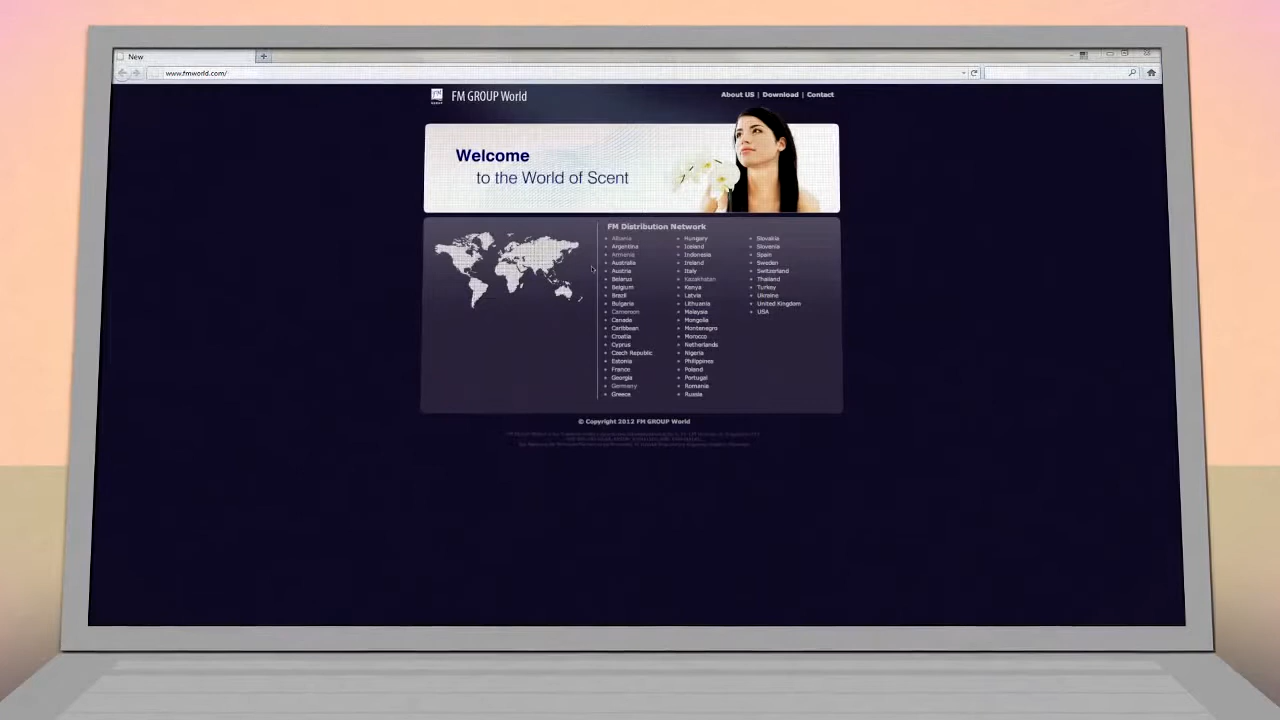 New
www.fmworld.com/
FM
GROUP
FM GROUP World
About US | Download | Contact
Welcome
to the World of Scent
FM Distribution Network
Albania
Argentina
Armenia
Australia
Austria
Belarus
Belgium
Brazil
Bulgaria
Cameroon
Canada
Caribbean
Croatia
Cyprus
Czech Republic
Estonia
France
Georgia
Germany
Greece
Hungary
Iceland
Indonesia
Ireland
Italy
Kazakhstan
Kenya
Latvia
Lithuania
Malaysia
Mongolia
Montenegro
Morocco
Netherlands
Nigeria
Philippines
Poland
Portugal
Romania
Russia
Slovakia
Slovenia
Spain
Sweden
Switzerland
Thailand
Turkey
Ukraine
United Kingdom
USA
© Copyright 2012 FM GROUP World